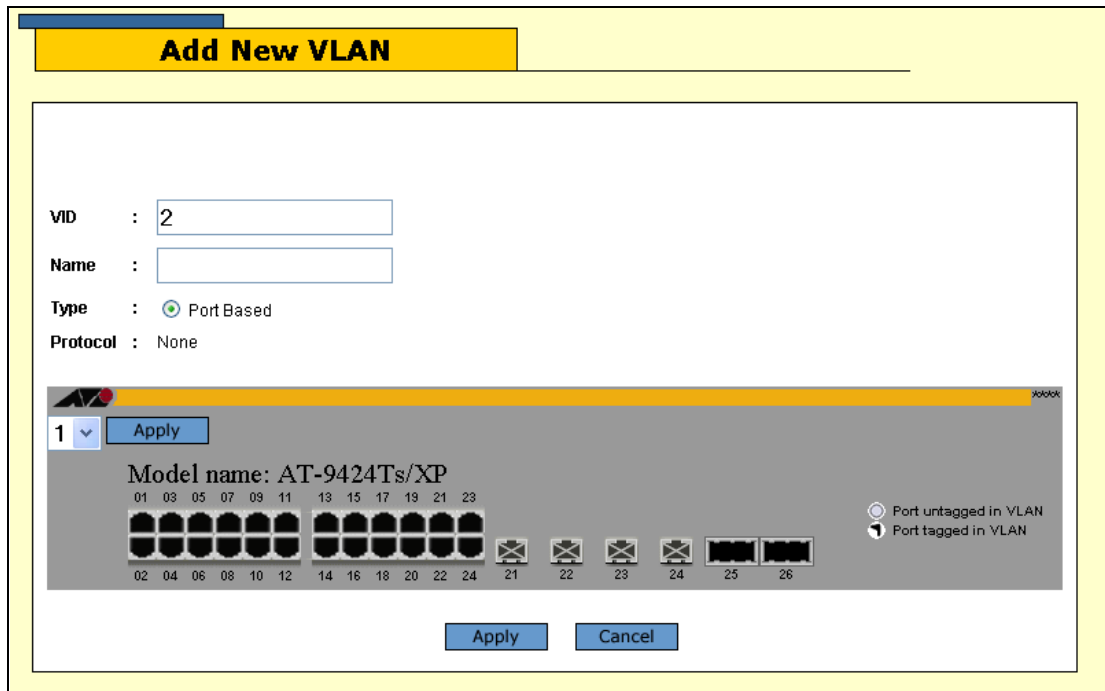 Add New VLAN
VID : 2
Name :
Type : Port Based
Protocol : None
****
1 Apply
Model name: AT-9424Ts/XP
01 03 05 07 09 11 13 15 17 19 21 23
Port untagged in VLAN
Port tagged in VLAN
02 04 06 08 10 12 14 16 18 20 22 24 21 22 23 24 25 26
Apply Cancel